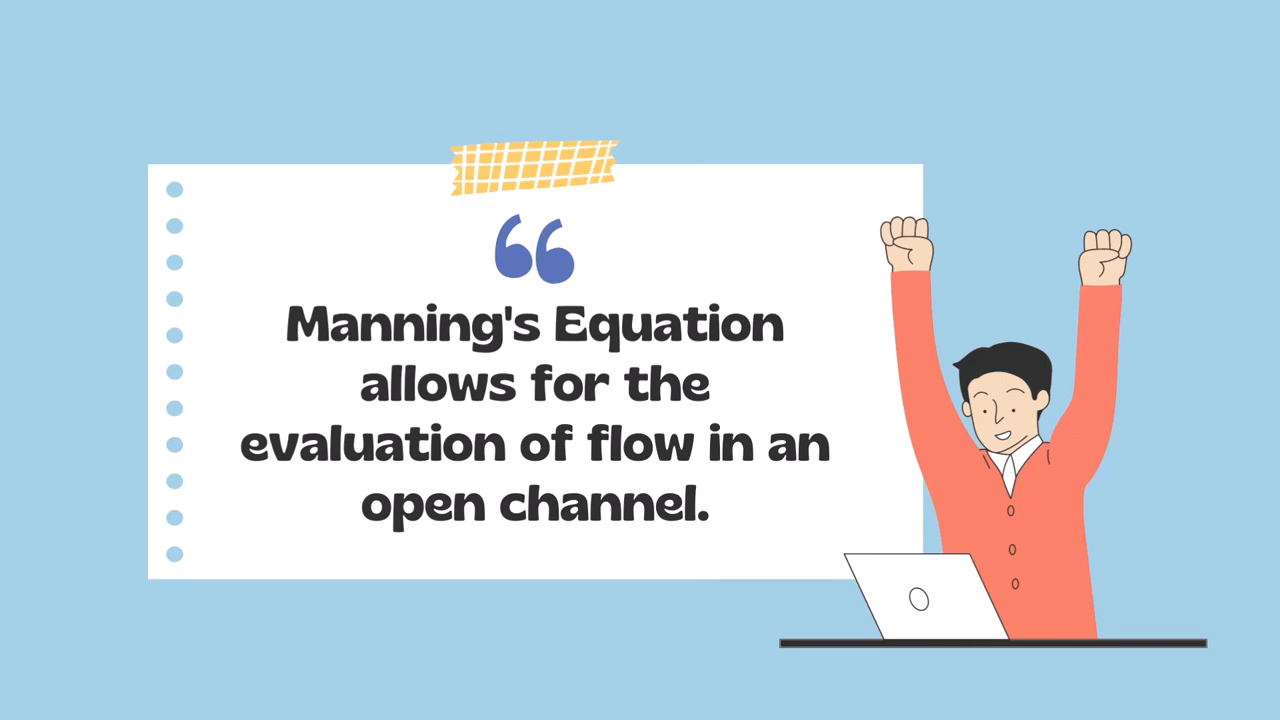 Manning's Equation
allows for the
evaluation of flow in an
open channel.